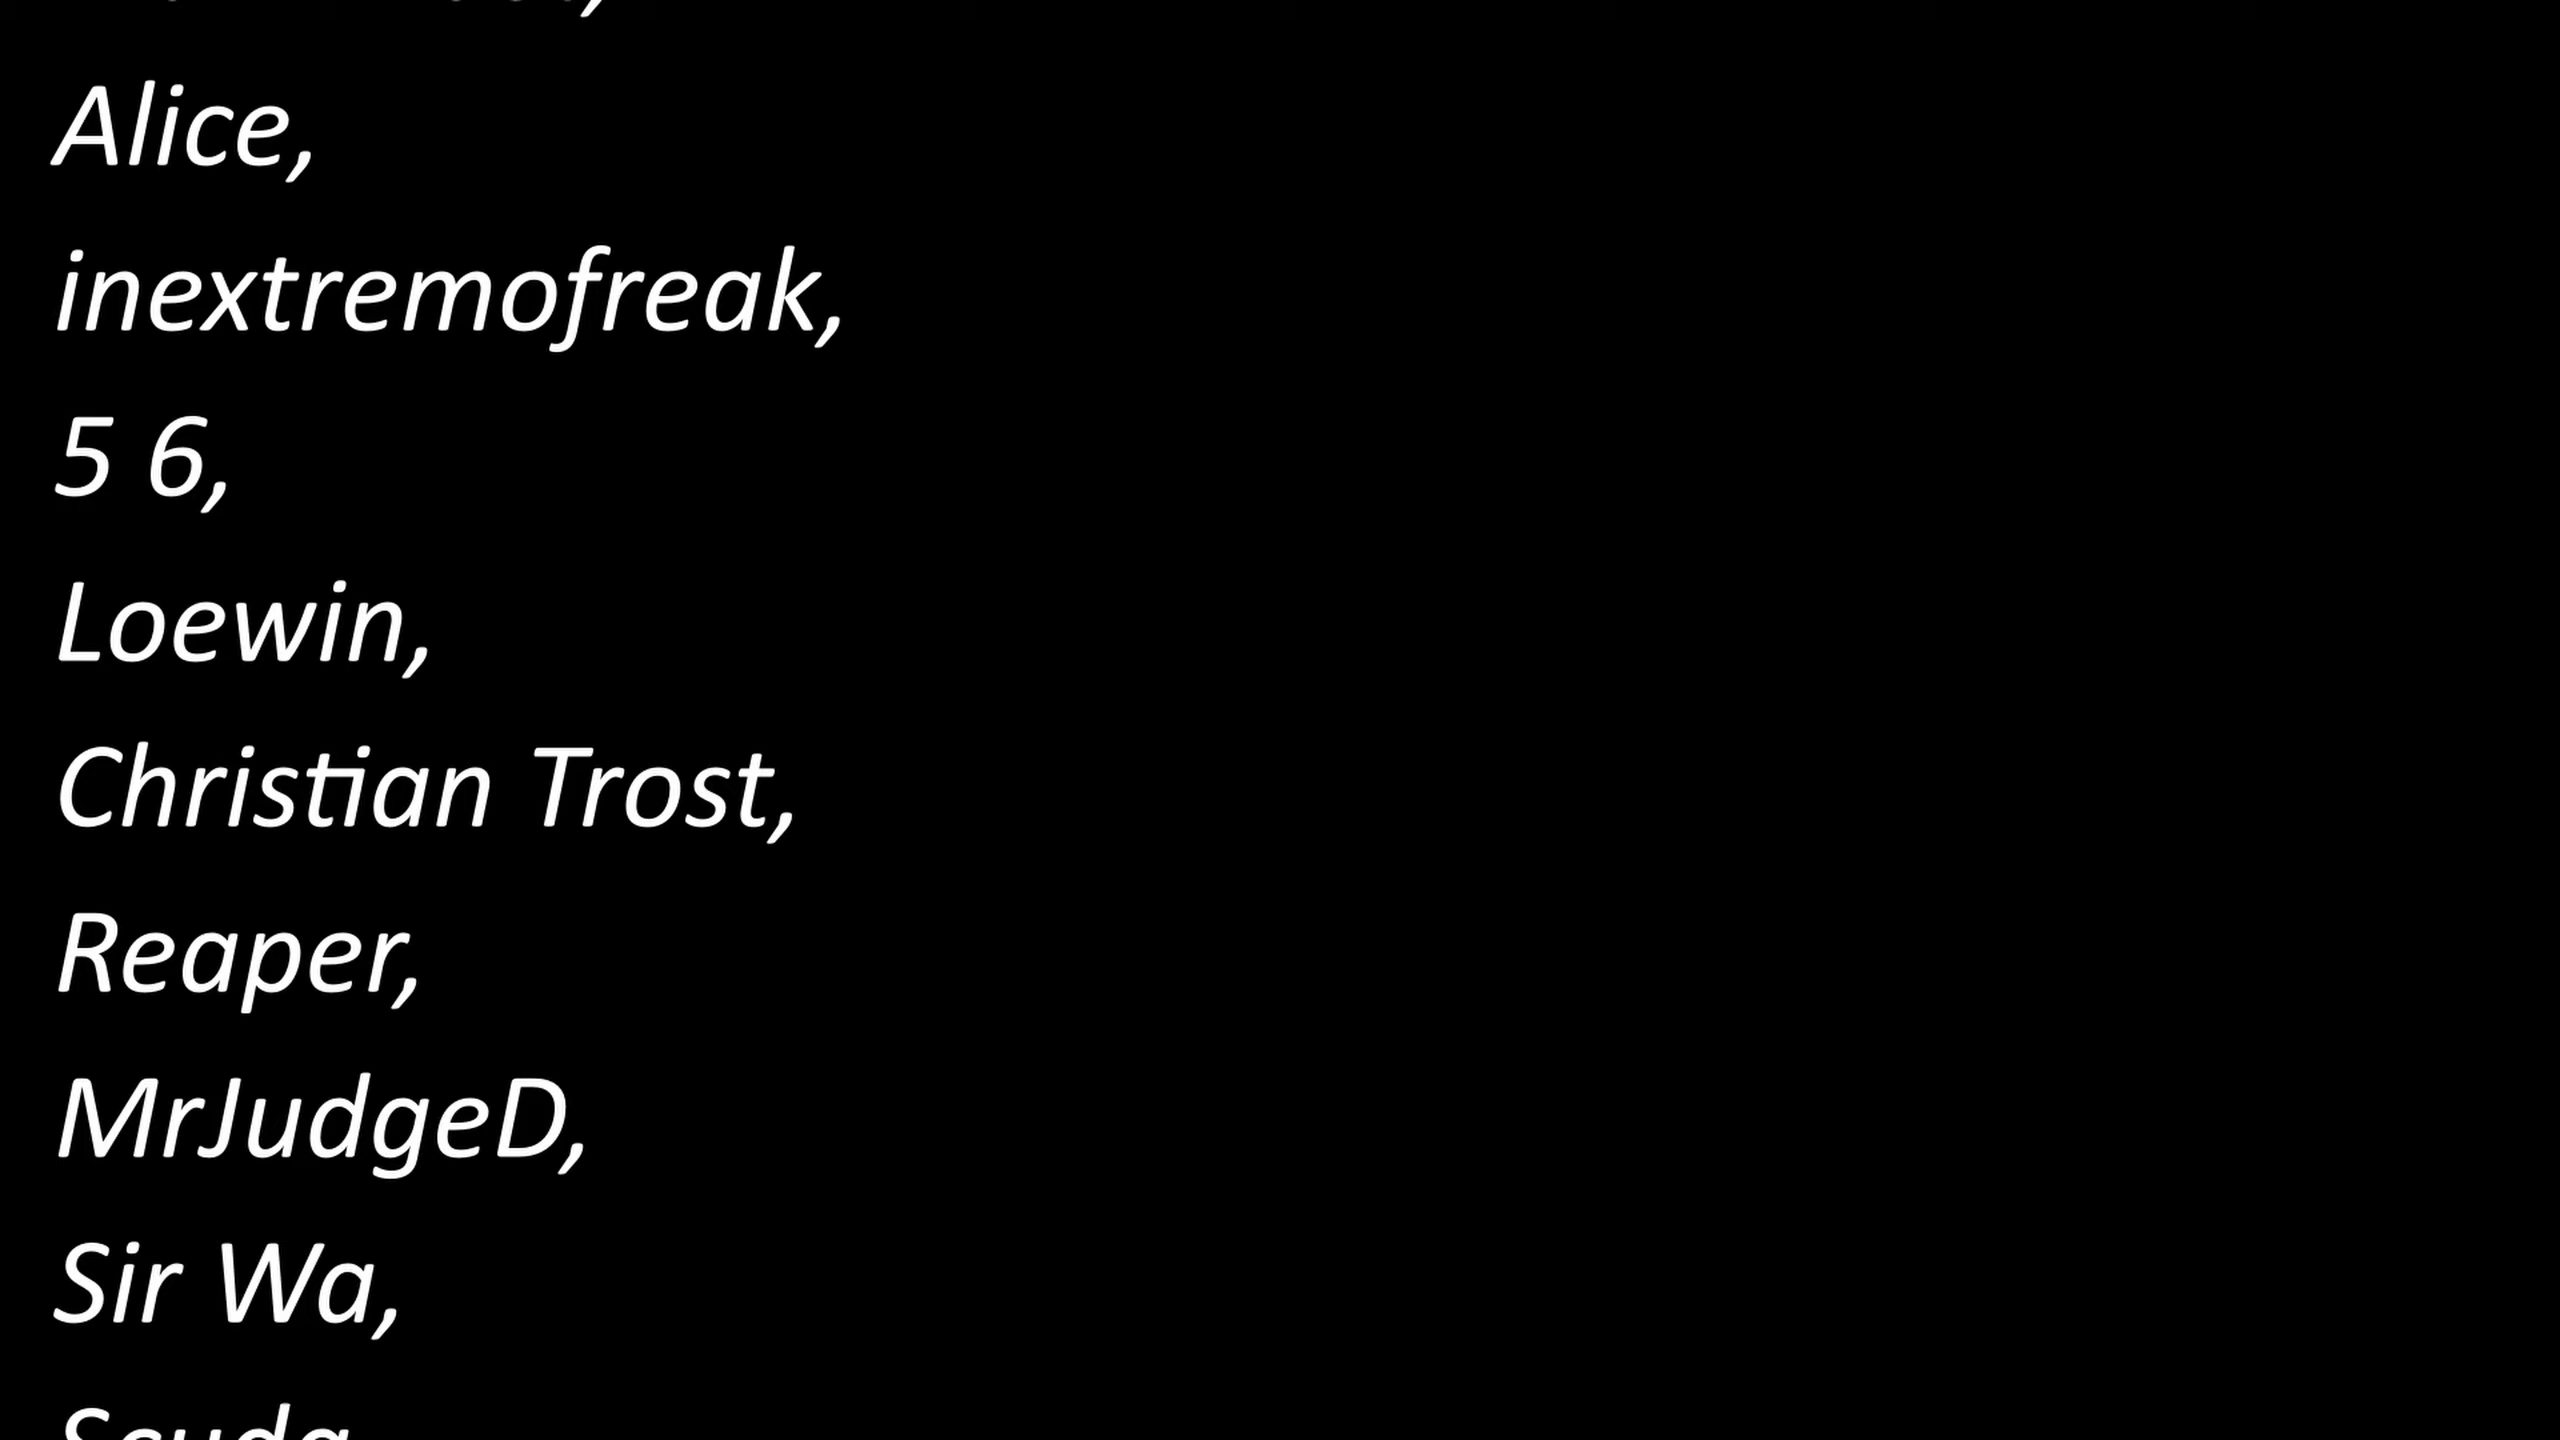 Alice,
inextremofreak,
5 6,
Loewin,
Christian Trost,
Reaper,
MrJudgeD,
Sir Wa,